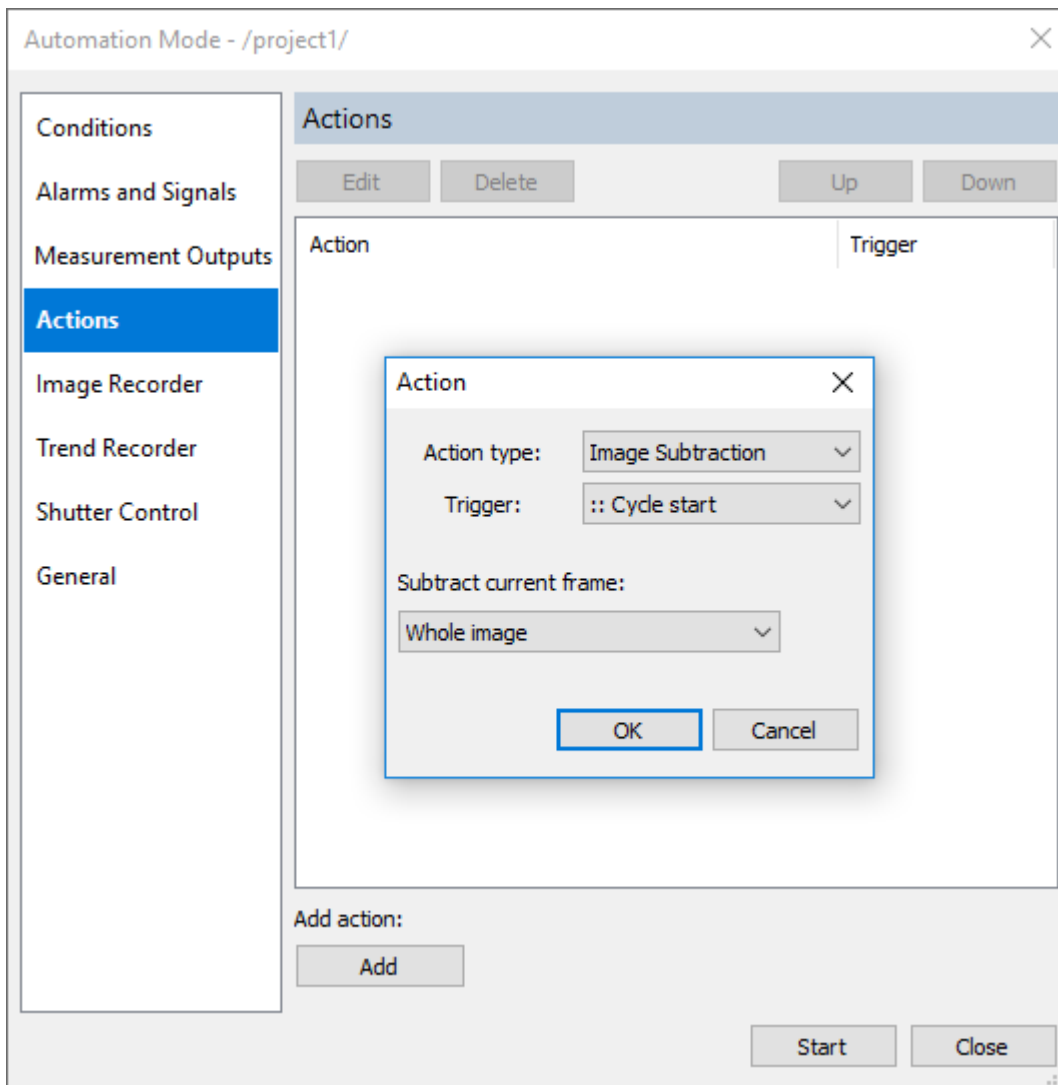 Automation Mode - /project1/
Conditions
Alarms and Signals
Measurement Outputs
Actions
Image Recorder
Trend Recorder
Shutter Control
General
Actions
Edit Delete Up Down
Action Trigger
Action
Action type: Image Subtraction
Trigger: :: Cycle start
Subtract current frame:
Whole image
OK Cancel
Add action:
Add
Start Close